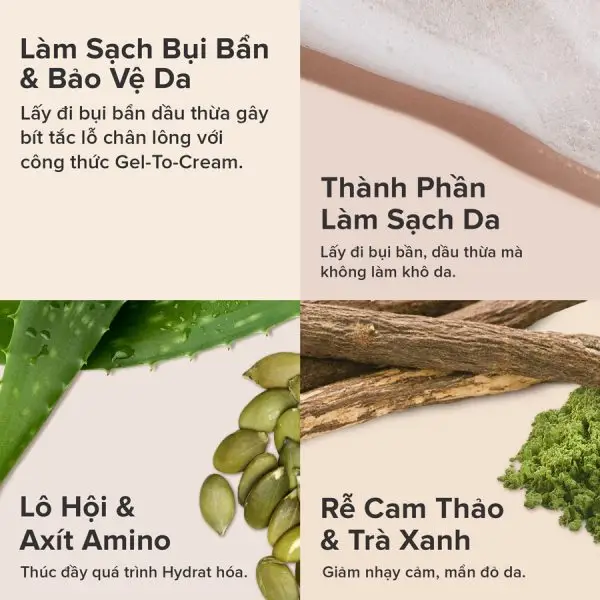 Làm Sạch Bụi Bẩn
& Bảo Vệ Da
Lấy đi bụi bẩn dầu thừa gây
bít tắc lỗ chân lông với
công thức Gel-To-Cream.
Thành Phần
Làm Sạch Da
Lấy đi bụi bẩn, dầu thừa mà
không làm khô da.
Lô Hội &
Axít Amino
Thúc đẩy quá trình Hydrat hóa.
Rễ Cam Thảo
& Trà Xanh
Giảm nhạy cảm, mẩn đỏ da.